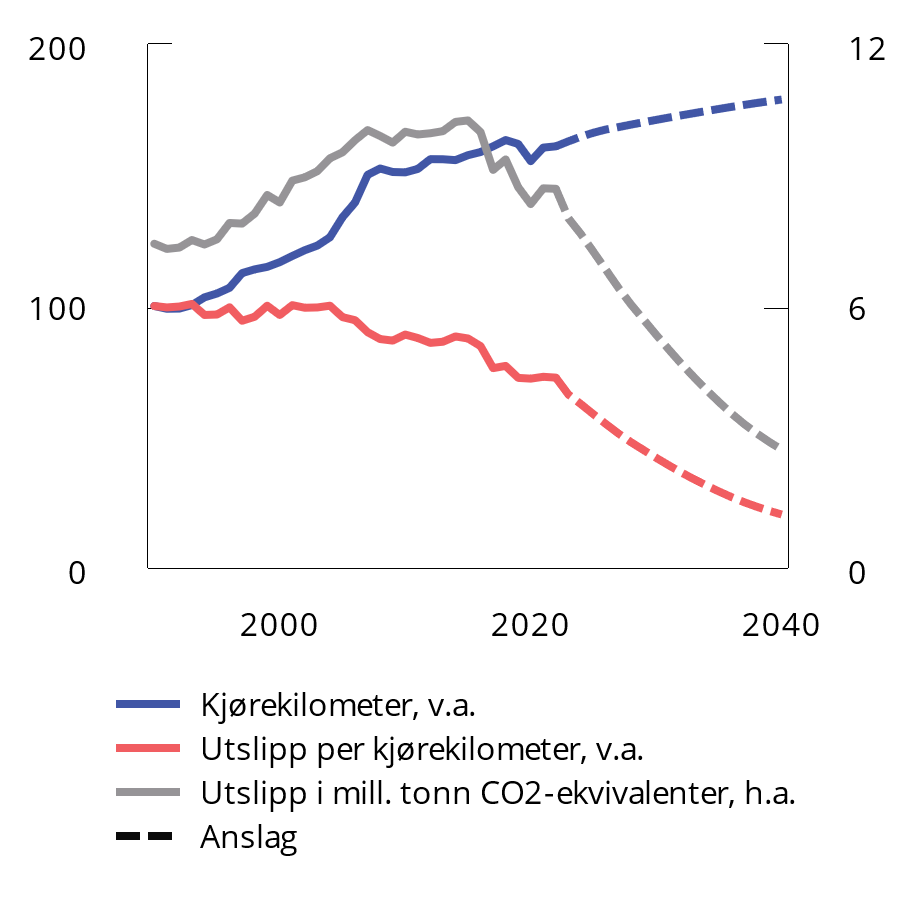 200 12
100 6
0 0
2000 2020 2040
Kjørekilometer, v.a.
Utslipp per kjørekilometer, v.a.
Utslipp i mill. tonn CO2-ekvivalenter, h.a.
Anslag